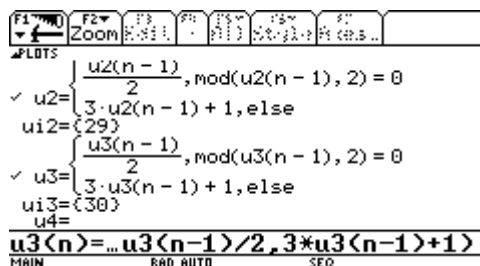 F1 F2
Zoom
PLOTS
u2(n - 1)
2 , mod(u2(n - 1), 2) = 0
✓ u2=
3·u2(n - 1) + 1, else
ui2={29}
u3(n - 1)
2 , mod(u3(n - 1), 2) = 0
✓ u3=
3·u3(n - 1) + 1, else
ui3={30}
u4=
u3(n)=…u3(n-1)/2,3*u3(n-1)+1)
MAIN RAD AUTO SEQ